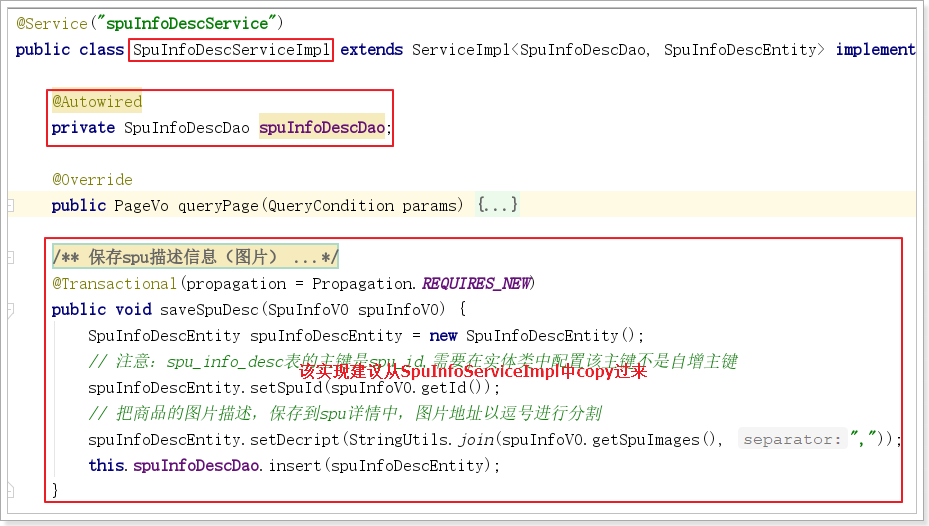 @Service("spuInfoDescService")
public class SpuInfoDescServiceImpl extends ServiceImpl<SpuInfoDescDao, SpuInfoDescEntity> implement
@Autowired
private SpuInfoDescDao spuInfoDescDao;
@Override
public PageVo queryPage(QueryCondition params) {...}
/** 保存spu描述信息（图片） ...*/
@Transactional(propagation = Propagation.REQUIRES_NEW)
public void saveSpuDesc(SpuInfoVO spuInfoVO) {
SpuInfoDescEntity spuInfoDescEntity = new SpuInfoDescEntity();
// 注意：spu_info_desc表的主键是spu_id,需要在实体类中配置该主键不是自增主键
该实现建议从SpuInfoServiceImpl中copy过来
spuInfoDescEntity.setSpuId(spuInfoVO.getId());
// 把商品的图片描述，保存到spu详情中，图片地址以逗号进行分割
spuInfoDescEntity.setDecript(StringUtils.join(spuInfoVO.getSpuImages(), separator: ","));
this.spuInfoDescDao.insert(spuInfoDescEntity);
}